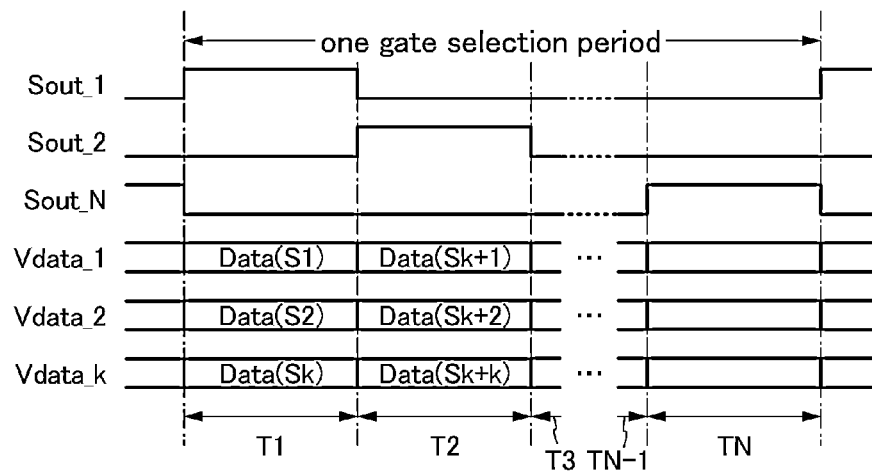 one gate selection period
Sout_1
Sout_2
Sout_N
Vdata_1 Data(S1) Data(Sk+1) ...
Vdata_2 Data(S2) Data(Sk+2) ...
Vdata_k Data(Sk) Data(Sk+k) ...
T1 T2 T3 TN-1 TN